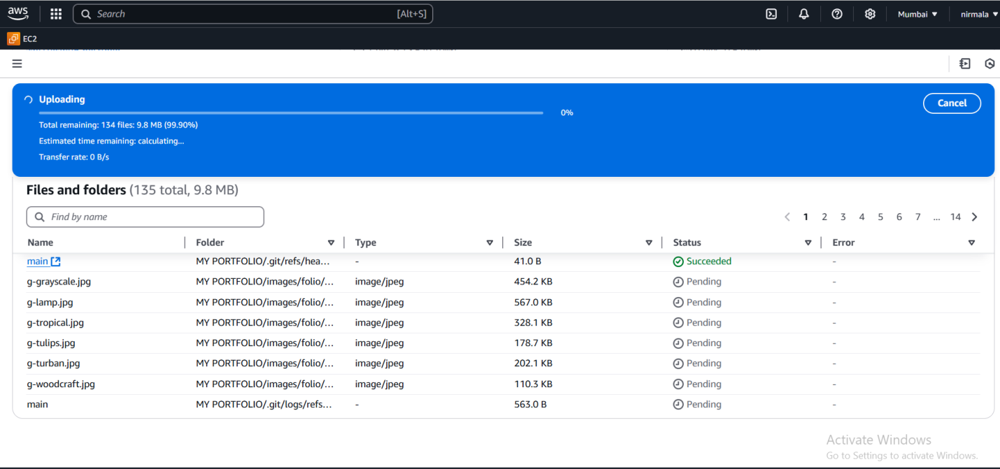 aws Search [Alt+S] Mumbai ▼ nirmala ▼
EC2
Uploading Cancel
0%
Total remaining: 134 files: 9.8 MB (99.90%)
Estimated time remaining: calculating...
Transfer rate: 0 B/s
Files and folders (135 total, 9.8 MB)
Find by name 1 2 3 4 5 6 7 ... 14
Name Folder Type Size Status Error
main MY PORTFOLIO/.git/refs/hea... - 41.0 B Succeeded -
g-grayscale.jpg MY PORTFOLIO/images/folio/... image/jpeg 454.2 KB Pending -
g-lamp.jpg MY PORTFOLIO/images/folio/... image/jpeg 567.0 KB Pending -
g-tropical.jpg MY PORTFOLIO/images/folio/... image/jpeg 328.1 KB Pending -
g-tulips.jpg MY PORTFOLIO/images/folio/... image/jpeg 178.7 KB Pending -
g-turban.jpg MY PORTFOLIO/images/folio/... image/jpeg 202.1 KB Pending -
g-woodcraft.jpg MY PORTFOLIO/images/folio/... image/jpeg 110.3 KB Pending -
main MY PORTFOLIO/.git/logs/refs... - 563.0 B Pending -
Activate Windows
Go to Settings to activate Windows.